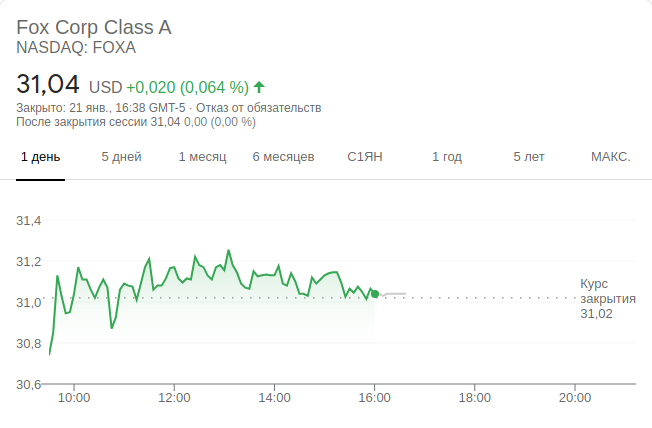 Fox Corp Class A
NASDAQ: FOXA
31,04 USD +0,020 (0,064 %)
Закрыто: 21 янв., 16:38 GMT-5 · Отказ от обязательств
После закрытия сессии 31,04 0,00 (0,00 %)
1 день 5 дней 1 месяц 6 месяцев С1ЯН 1 год 5 лет МАКС.
31,4
31,2
31,0
30,8
30,6
Курс
закрытия
31,02
10:00 12:00 14:00 16:00 18:00 20:00